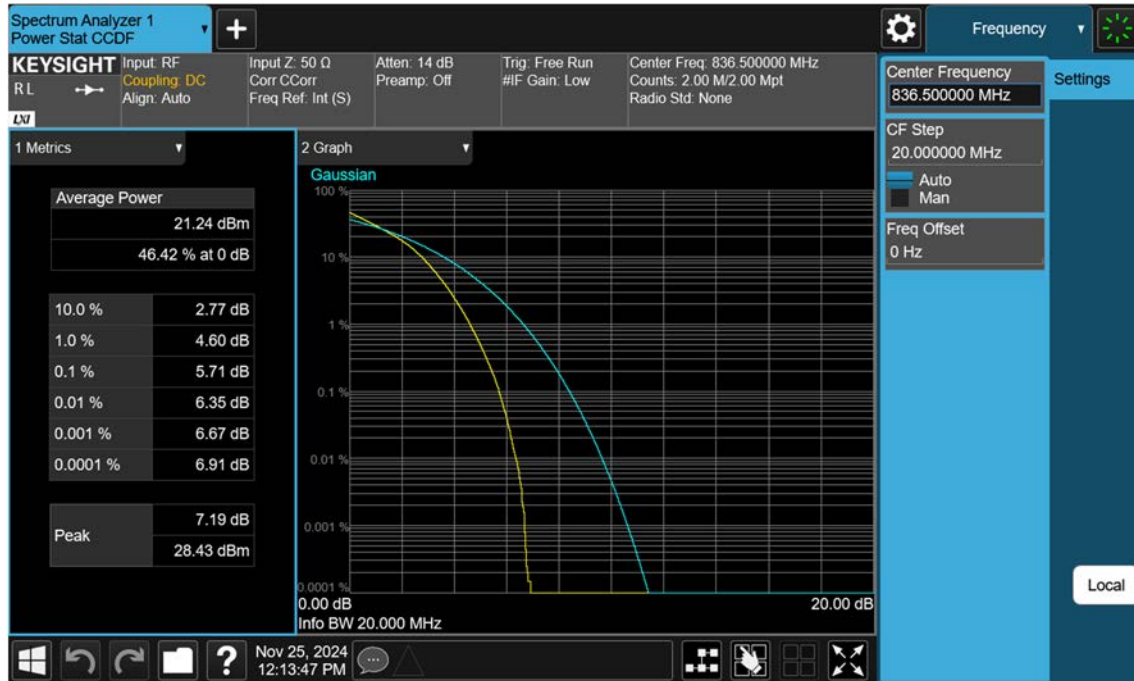 Spectrum Analyzer 1
Power Stat CCDF
+
Frequency
KEYSIGHT
RL
LXI
Input: RF
Coupling: DC
Align: Auto
Input Z: 50 Ω
Corr CCorr
Freq Ref: Int (S)
Atten: 14 dB
Preamp: Off
Trig: Free Run
#IF Gain: Low
Center Freq: 836.500000 MHz
Counts: 2.00 M/2.00 Mpt
Radio Std: None
Center Frequency
836.500000 MHz
Settings
CF Step
20.000000 MHz
Auto
Man
Freq Offset
0 Hz
Local
1 Metrics
Average Power
21.24 dBm
46.42 % at 0 dB
10.0 % 2.77 dB
1.0 % 4.60 dB
0.1 % 5.71 dB
0.01 % 6.35 dB
0.001 % 6.67 dB
0.0001 % 6.91 dB
Peak
7.19 dB
28.43 dBm
2 Graph
Gaussian
100 %
10 %
1 %
0.1 %
0.01 %
0.001 %
0.0001 %
0.00 dB 20.00 dB
Info BW 20.000 MHz
?
Nov 25, 2024
12:13:47 PM